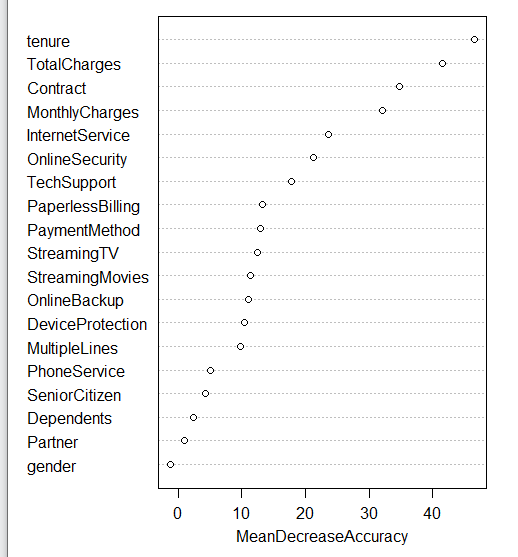 tenure
TotalCharges
Contract
MonthlyCharges
InternetService
OnlineSecurity
TechSupport
PaperlessBilling
PaymentMethod
StreamingTV
StreamingMovies
OnlineBackup
DeviceProtection
MultipleLines
PhoneService
SeniorCitizen
Dependents
Partner
gender
0 10 20 30 40
MeanDecreaseAccuracy